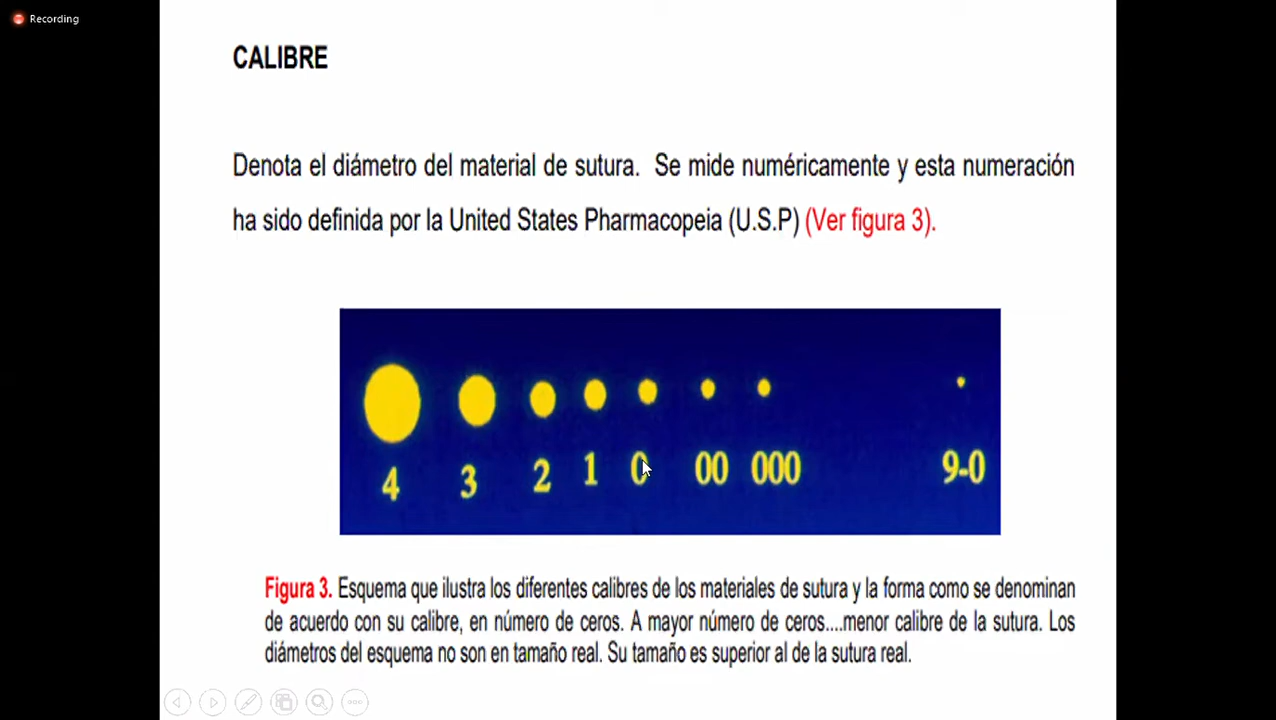 Recording
CALIBRE
Denota el diámetro del material de sutura. Se mide numéricamente y esta numeración
ha sido definida por la United States Pharmacopeia (U.S.P) (Ver figura 3).
4 3 2 1 0 00 000 9-0
Figura 3. Esquema que ilustra los diferentes calibres de los materiales de sutura y la forma como se denominan
de acuerdo con su calibre, en número de ceros. A mayor número de ceros....menor calibre de la sutura. Los
diámetros del esquema no son en tamaño real. Su tamaño es superior al de la sutura real.